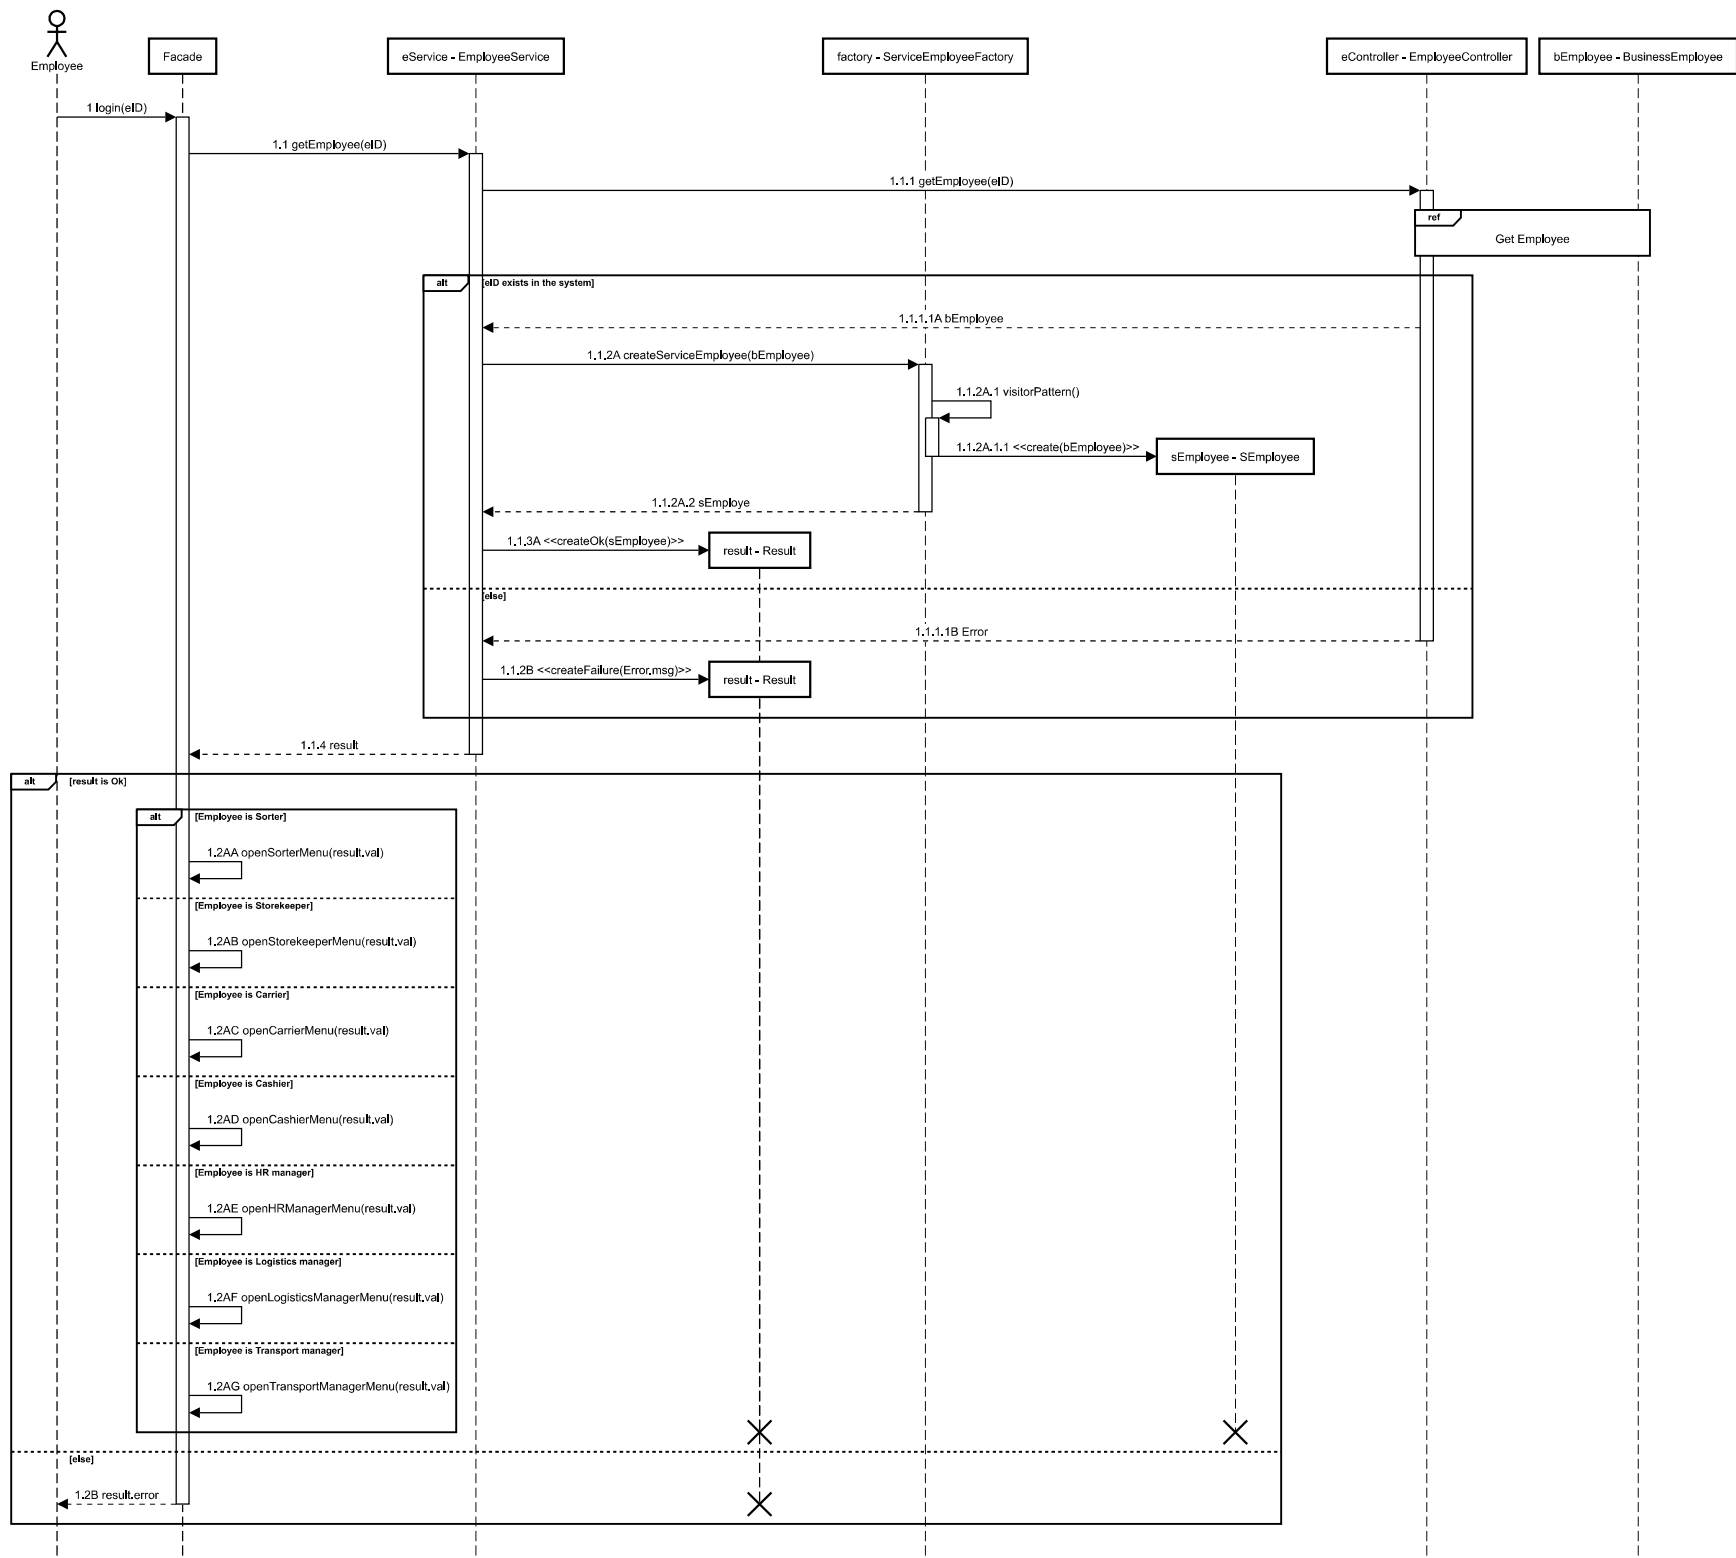 Employee
Facade
eService - EmployeeService
factory - ServiceEmployeeFactory
eController - EmployeeController
bEmployee - BusinessEmployee
1 login(eID)
1.1 getEmployee(eID)
1.1.1 getEmployee(eID)
ref
Get Employee
alt
[eID exists in the system]
1.1.1.1A bEmployee
1.1.2A createServiceEmployee(bEmployee)
1.1.2A.1 visitorPattern()
1.1.2A.1.1 <<create(bEmployee)>>
sEmployee - SEmployee
1.1.2A.2 sEmploye
1.1.3A <<createOk(sEmployee)>>
result - Result
[else]
1.1.1.1B Error
1.1.2B <<createFailure(Error.msg)>>
result - Result
1.1.4 result
alt
[result is Ok]
alt
[Employee is Sorter]
1.2AA openSorterMenu(result.val)
[Employee is Storekeeper]
1.2AB openStorekeeperMenu(result.val)
[Employee is Carrier]
1.2AC openCarrierMenu(result.val)
[Employee is Cashier]
1.2AD openCashierMenu(result.val)
[Employee is HR manager]
1.2AE openHRManagerMenu(result.val)
[Employee is Logistics manager]
1.2AF openLogisticsManagerMenu(result.val)
[Employee is Transport manager]
1.2AG openTransportManagerMenu(result.val)
[else]
1.2B result.error